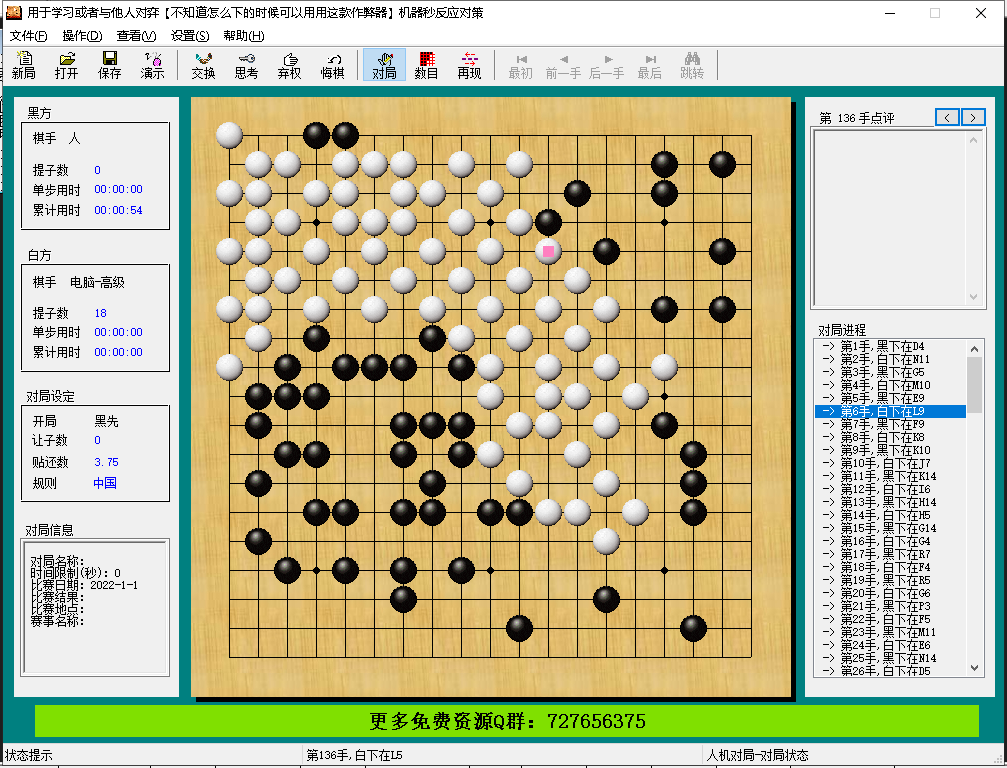 用于学习或者与他人对弈【不知道怎么下的时候可以用用这款作弊器】机器秒反应对策
文件(F) 操作(D) 查看(V) 设置(S) 帮助(H)
新局 打开 保存 演示 交换 思考 弃权 悔棋 对局 数目 再现 最初 前一手 后一手 最后 跳转
黑方
棋手 人
提子数 0
单步用时 00:00:00
累计用时 00:00:54
白方
棋手 电脑-高级
提子数 18
单步用时 00:00:00
累计用时 00:00:00
对局设定
开局 黑先
让子数 0
贴还数 3.75
规则 中国
对局信息
对局名称:
时间限制(秒): 0
比赛日期: 2022-1-1
比赛结果:
比赛地点:
赛事名称:
第 136 手点评
< >
对局进程
-> 第1手,黑下在D4
-> 第2手,白下在N11
-> 第3手,黑下在G5
-> 第4手,白下在M10
-> 第5手,黑下在E9
-> 第6手,白下在L9
-> 第7手,黑下在F9
-> 第8手,白下在K8
-> 第9手,黑下在K10
-> 第10手,白下在J7
-> 第11手,黑下在K14
-> 第12手,白下在I6
-> 第13手,黑下在H14
-> 第14手,白下在H5
-> 第15手,黑下在G14
-> 第16手,白下在G4
-> 第17手,黑下在R7
-> 第18手,白下在F4
-> 第19手,黑下在R5
-> 第20手,白下在G6
-> 第21手,黑下在P3
-> 第22手,白下在F5
-> 第23手,黑下在M11
-> 第24手,白下在E6
-> 第25手,黑下在N14
-> 第26手,白下在D5
更多免费资源Q群：727656375
状态提示 第136手,白下在L5 人机对局-对局状态